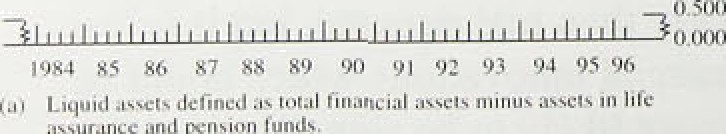 0.500
0.000
1984 85 86 87 88 89 90 91 92 93 94 95 96
(a) Liquid assets defined as total financial assets minus assets in life
assurance and pension funds.